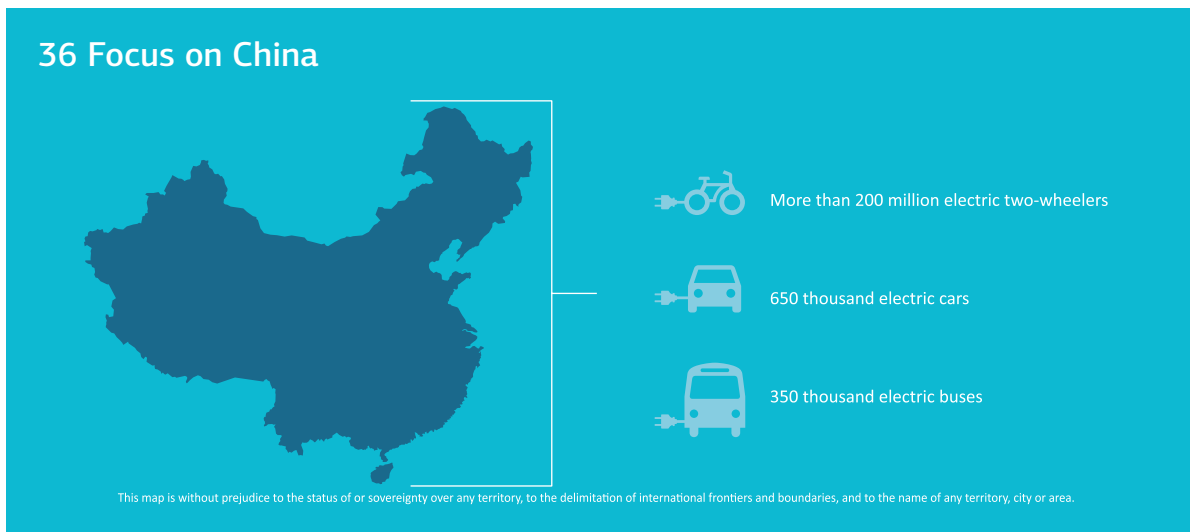 36 Focus on China
More than 200 million electric two-wheelers
650 thousand electric cars
350 thousand electric buses
This map is without prejudice to the status of or sovereignty over any territory, to the delimitation of international frontiers and boundaries, and to the name of any territory, city or area.